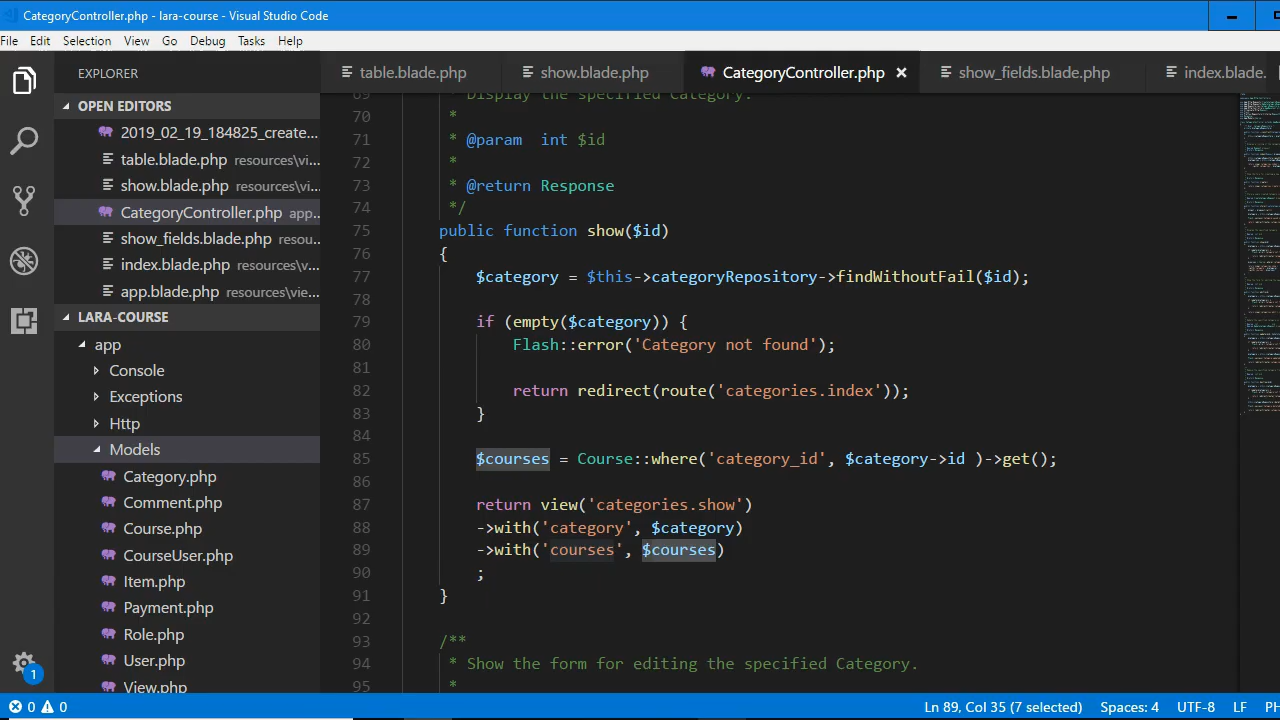 CategoryController.php - lara-course - Visual Studio Code
File Edit Selection View Go Debug Tasks Help
EXPLORER
OPEN EDITORS
2019_02_19_184825_create...
table.blade.php resources\vi...
show.blade.php resources\vi...
CategoryController.php app...
show_fields.blade.php resou...
index.blade.php resources\v...
app.blade.php resources\vie...
LARA-COURSE
app
Console
Exceptions
Http
Models
Category.php
Comment.php
Course.php
CourseUser.php
Item.php
Payment.php
Role.php
User.php
View.php
table.blade.php show.blade.php CategoryController.php × show_fields.blade.php index.blade.
69 * Display the specified Category.
70 *
71 * @param  int $id
72 *
73 * @return Response
74 */
75 public function show($id)
76 {
77 $category = $this->categoryRepository->findWithoutFail($id);
78
79 if (empty($category)) {
80 Flash::error('Category not found');
81
82 return redirect(route('categories.index'));
83 }
84
85 $courses = Course::where('category_id', $category->id )->get();
86
87 return view('categories.show')
88 ->with('category', $category)
89 ->with('courses', $courses)
90 ;
91 }
92
93 /**
94 * Show the form for editing the specified Category.
95 *
1
0 0 Ln 89, Col 35 (7 selected) Spaces: 4 UTF-8 LF PH